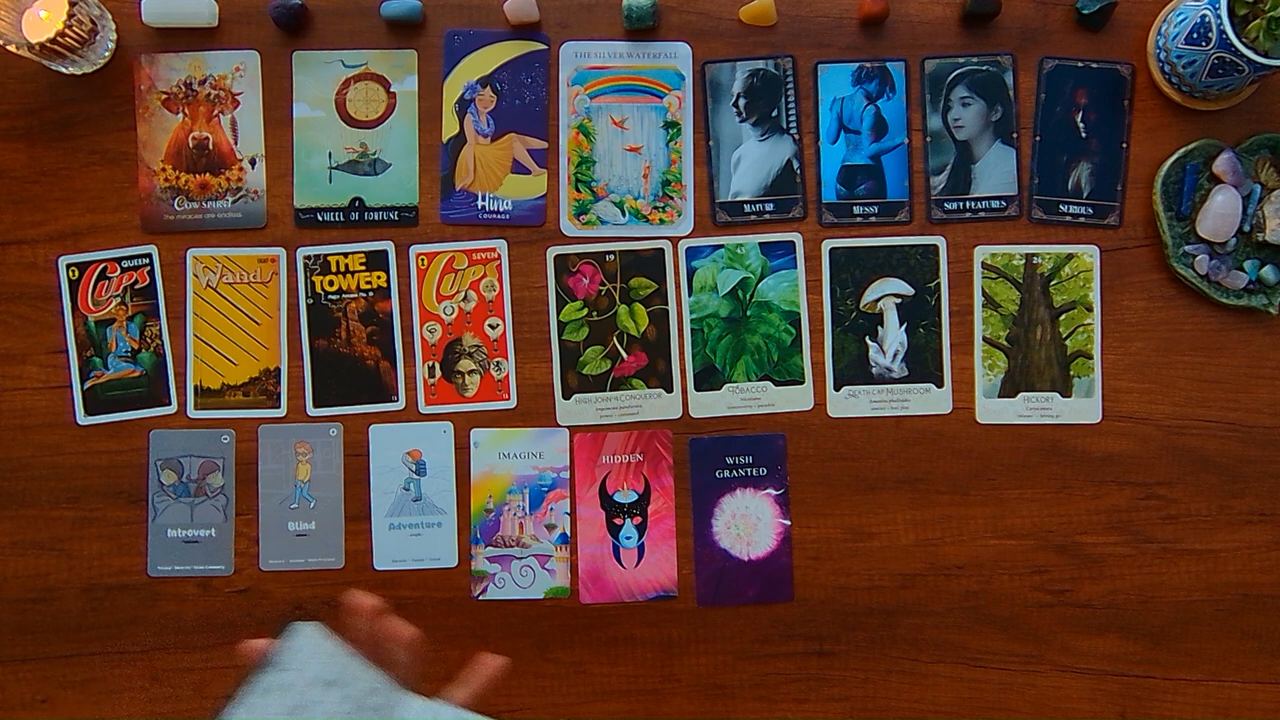 COW SPIRIT
The miracles are endless
WHEEL OF FORTUNE
Hina
COURAGE
THE SILVER WATERFALL
MATURE
MESSY
SOFT FEATURES
SERIOUS
QUEEN
Cups
Wands
THE
TOWER
SEVEN
Cups
19
HIGH JOHN THE CONQUEROR
TOBACCO
DEATH CAP MUSHROOM
26
HICKORY
Introvert
Blind
Adventure
IMAGINE
HIDDEN
WISH
GRANTED